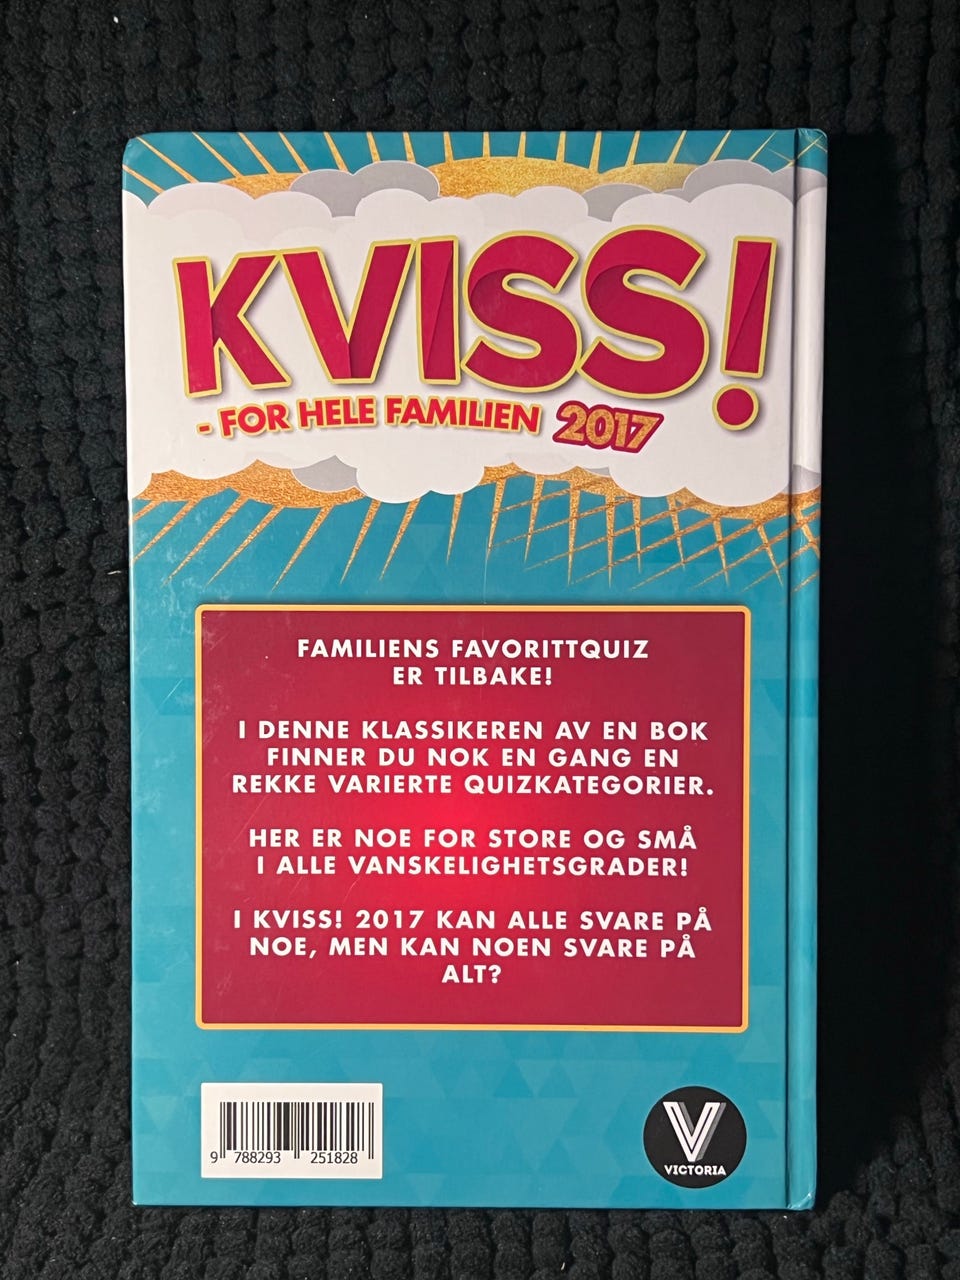 KVISS!
- FOR HELE FAMILIEN 2017
FAMILIENS FAVORITTQUIZ
ER TILBAKE!
I DENNE KLASSIKEREN AV EN BOK
FINNER DU NOK EN GANG EN
REKKE VARIERTE QUIZKATEGORIER.
HER ER NOE FOR STORE OG SMÅ
I ALLE VANSKELIGHETSGRADER!
I KVISS! 2017 KAN ALLE SVARE PÅ
NOE, MEN KAN NOEN SVARE PÅ
ALT?
9 788293 251828
V
VICTORIA